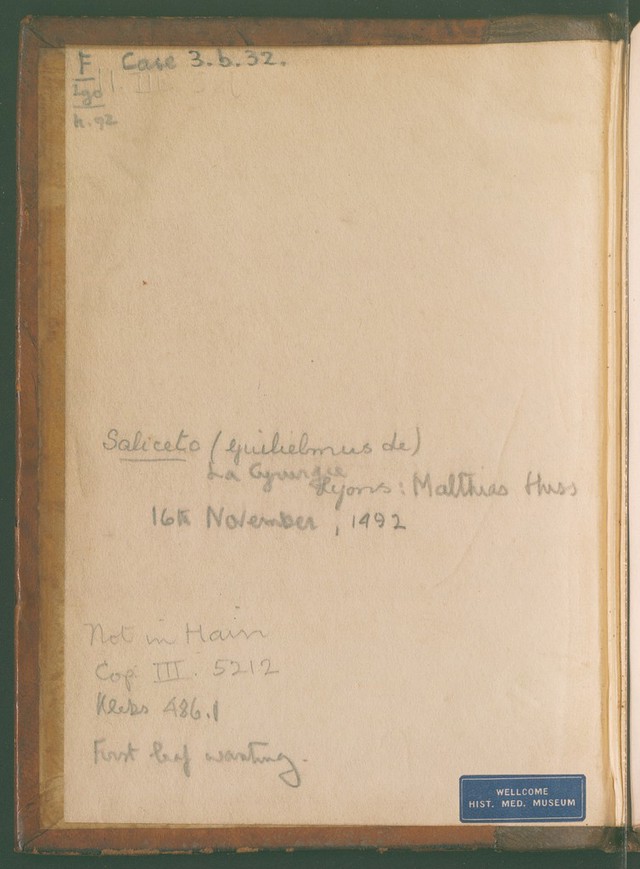 F Case 3.b.32.
Igo
h.92
Saliceto (Guilielmus de)
La Cyrurgie
Lyons: Matthias Huss
16th November, 1492
Not in Hain
Cop III. 5212
Klebs 486.1
First leaf wanting.
WELLCOME
HIST. MED. MUSEUM